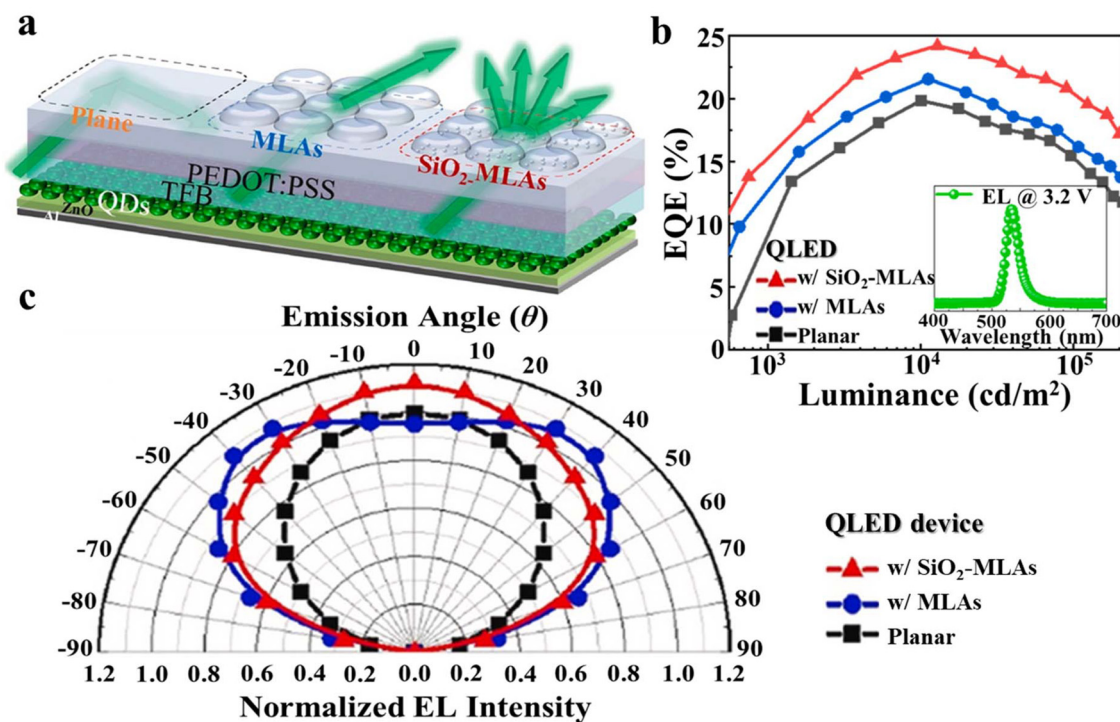 a
Plane
MLAs
SiO₂-MLAs
PEDOT:PSS
TFB
QDs
ZnO
Al
b
EQE (%)
25
20
15
10
5
0
QLED
w/ SiO₂-MLAs
w/ MLAs
Planar
EL @ 3.2 V
400 500 600 700
Wavelength (nm)
10³ 10⁴ 10⁵
Luminance (cd/m²)
c
Emission Angle (θ)
-90 -80 -70 -60 -50 -40 -30 -20 -10 0 10 20 30 40 50 60 70 80 90
1.2 1.0 0.8 0.6 0.4 0.2 0.0 0.2 0.4 0.6 0.8 1.0 1.2
Normalized EL Intensity
QLED device
w/ SiO₂-MLAs
w/ MLAs
Planar